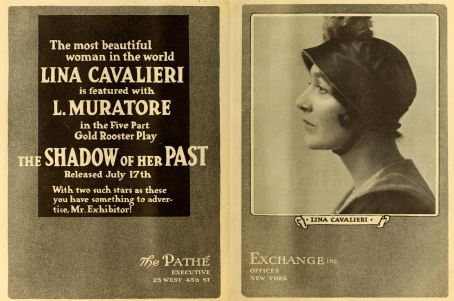 The most beautiful
woman in the world
LINA CAVALIERI
is featured with
L. MURATORE
in the Five Part
Gold Rooster Play
THE SHADOW OF HER PAST
Released July 17th
With two such stars as these
you have something to adver-
tise, Mr. Exhibitor!
The PATHÉ
EXECUTIVE
25 WEST 45th ST
LINA CAVALIERI
EXCHANGE inc.
OFFICES
NEW YORK